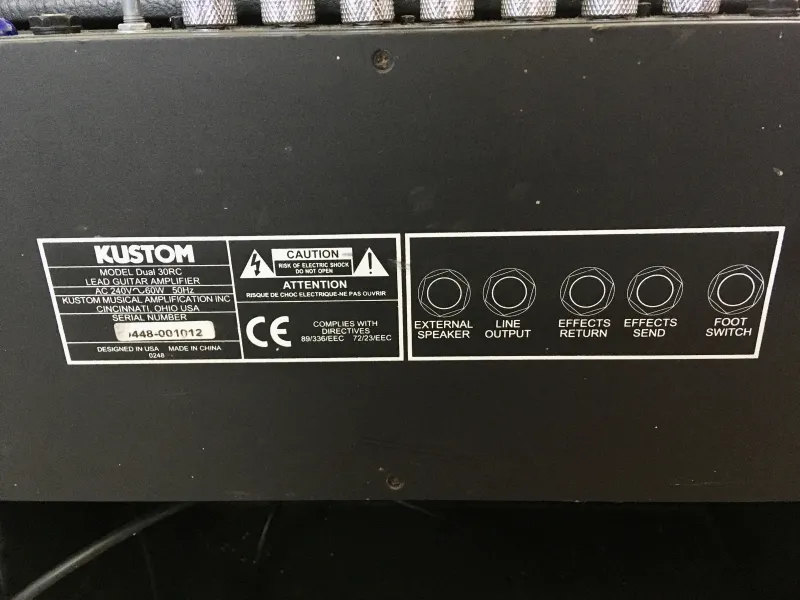 KUSTOM
MODEL Dual 30RC
LEAD GUITAR AMPLIFIER
AC 240V 60W 50Hz
KUSTOM MUSICAL AMPLIFICATION INC
CINCINNATI, OHIO USA
SERIAL NUMBER
448-001012
DESIGNED IN USA MADE IN CHINA
0248
CAUTION
RISK OF ELECTRIC SHOCK
DO NOT OPEN
ATTENTION
RISQUE DE CHOC ELECTRIQUE-NE PAS OUVRIR
CE
COMPLIES WITH
DIRECTIVES
89/336/EEC 72/23/EEC
EXTERNAL
SPEAKER
LINE
OUTPUT
EFFECTS
RETURN
EFFECTS
SEND
FOOT
SWITCH